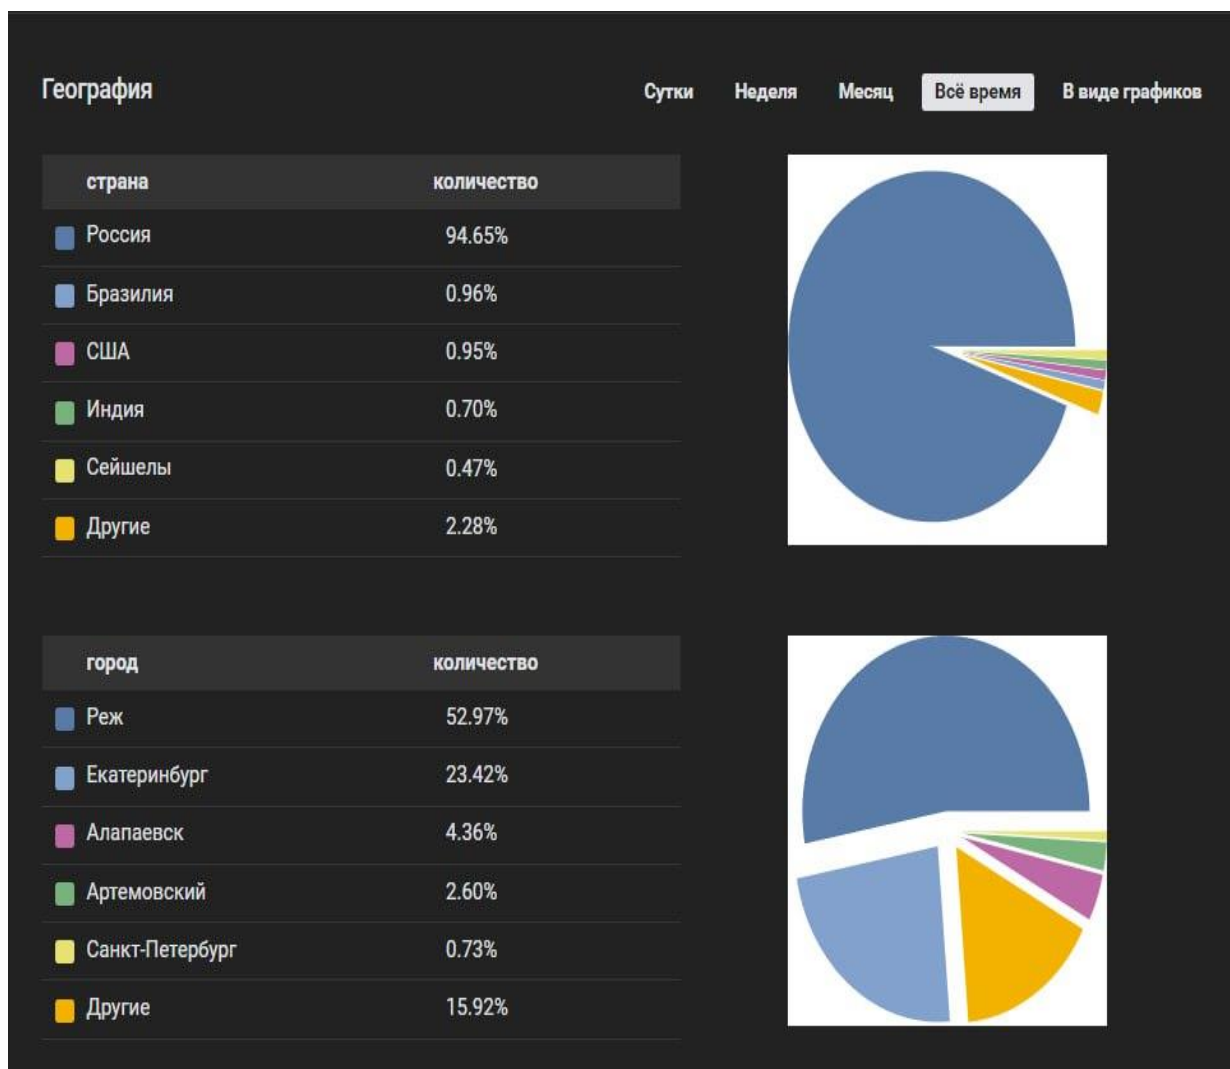 География Сутки Неделя Месяц Всё время В виде графиков
страна количество
Россия 94.65%
Бразилия 0.96%
США 0.95%
Индия 0.70%
Сейшелы 0.47%
Другие 2.28%
город количество
Реж 52.97%
Екатеринбург 23.42%
Алапаевск 4.36%
Артемовский 2.60%
Санкт-Петербург 0.73%
Другие 15.92%